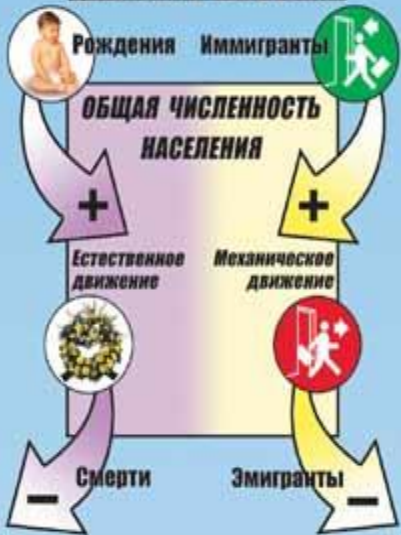 Рождения Иммигранты
ОБЩАЯ ЧИСЛЕННОСТЬ
НАСЕЛЕНИЯ
+ +
Естественное Механическое
движение движение
Смерти Эмигранты
– –